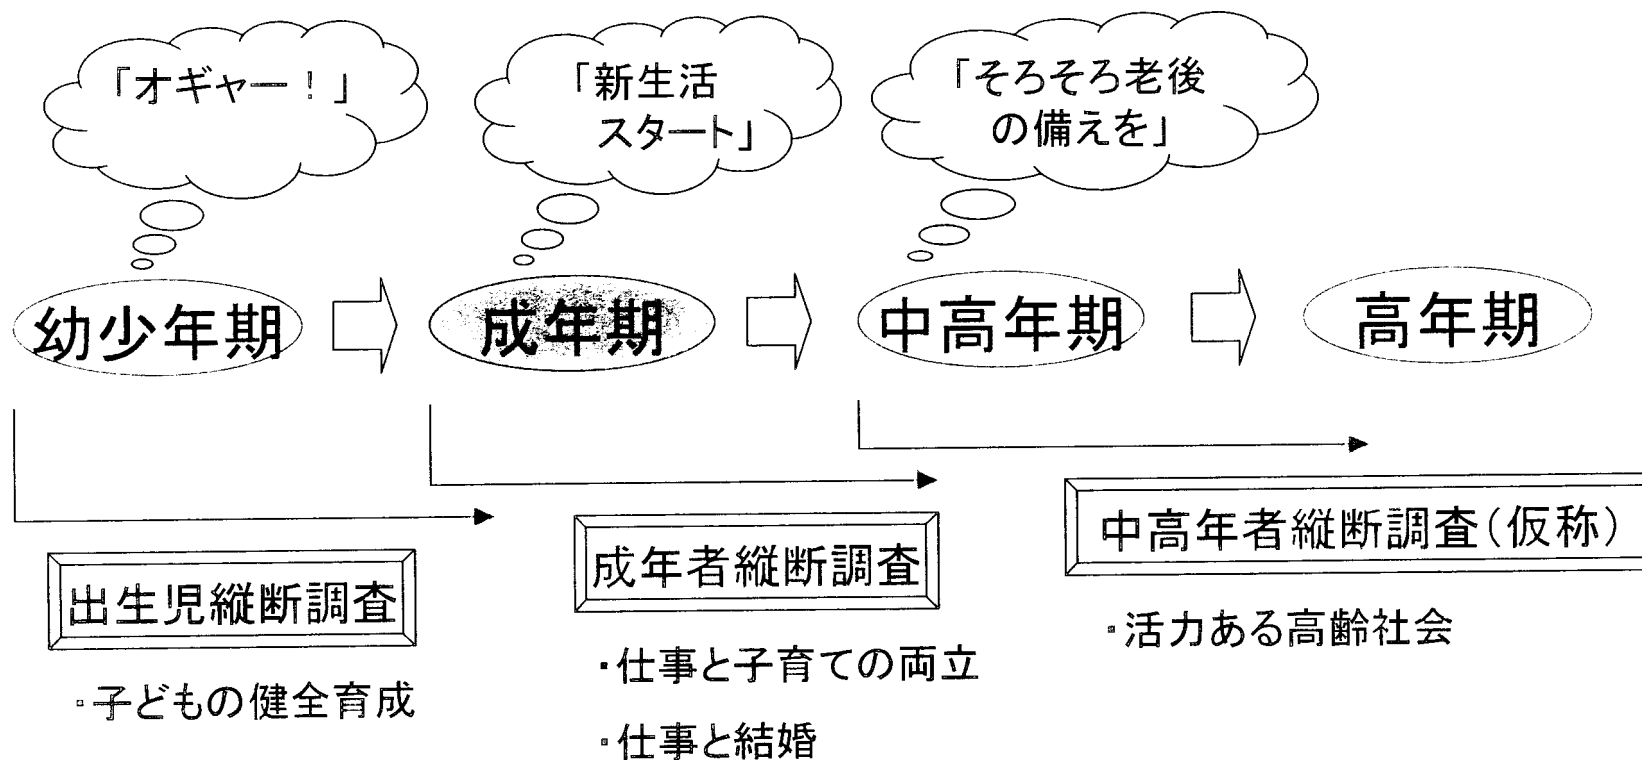 「オギャー！」
「新生活
スタート」
「そろそろ老後
の備えを」
幼少年期
成年期
中高年期
高年期
出生児縦断調査
・子どもの健全育成
成年者縦断調査
・仕事と子育ての両立
・仕事と結婚
中高年者縦断調査（仮称）
・活力ある高齢社会